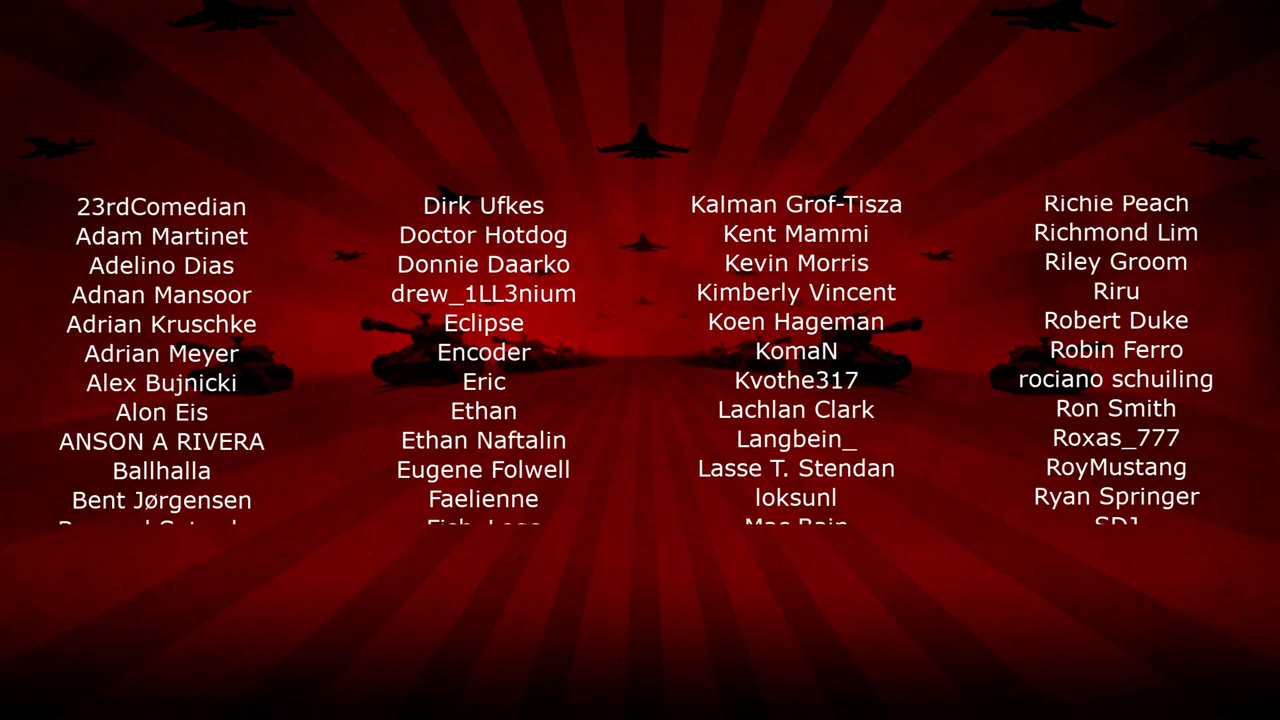 23rdComedian
Adam Martinet
Adelino Dias
Adnan Mansoor
Adrian Kruschke
Adrian Meyer
Alex Bujnicki
Alon Eis
ANSON A RIVERA
Ballhalla
Bent Jørgensen
Dirk Ufkes
Doctor Hotdog
Donnie Daarko
drew_1LL3nium
Eclipse
Encoder
Eric
Ethan
Ethan Naftalin
Eugene Folwell
Faelienne
Kalman Grof-Tisza
Kent Mammi
Kevin Morris
Kimberly Vincent
Koen Hageman
KomaN
Kvothe317
Lachlan Clark
Langbein_
Lasse T. Stendan
loksunl
Richie Peach
Richmond Lim
Riley Groom
Riru
Robert Duke
Robin Ferro
rociano schuiling
Ron Smith
Roxas_777
RoyMustang
Ryan Springer